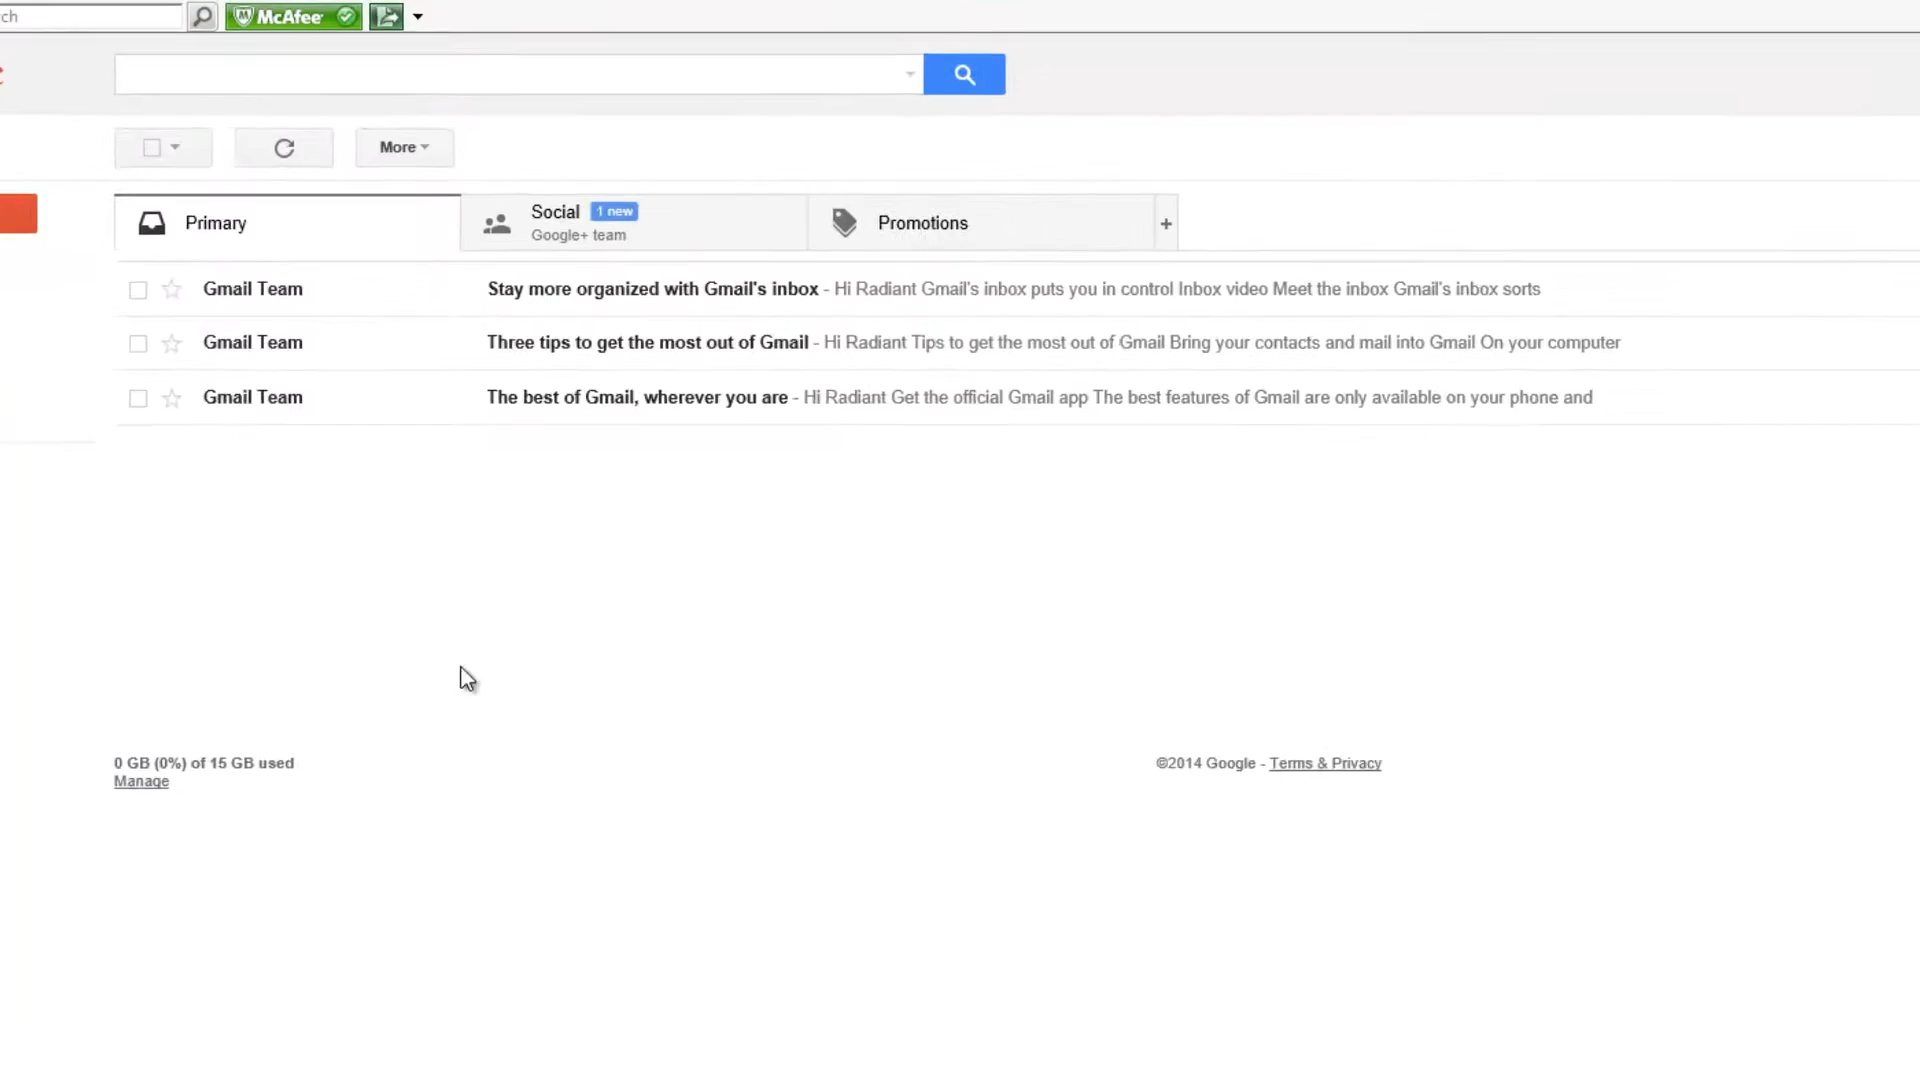 ch McAfee
More
Primary
Social 1 new
Google+ team
Promotions +
Gmail Team Stay more organized with Gmail's inbox - Hi Radiant Gmail's inbox puts you in control Inbox video Meet the inbox Gmail's inbox sorts
Gmail Team Three tips to get the most out of Gmail - Hi Radiant Tips to get the most out of Gmail Bring your contacts and mail into Gmail On your computer
Gmail Team The best of Gmail, wherever you are - Hi Radiant Get the official Gmail app The best features of Gmail are only available on your phone and
0 GB (0%) of 15 GB used
Manage
©2014 Google - Terms & Privacy